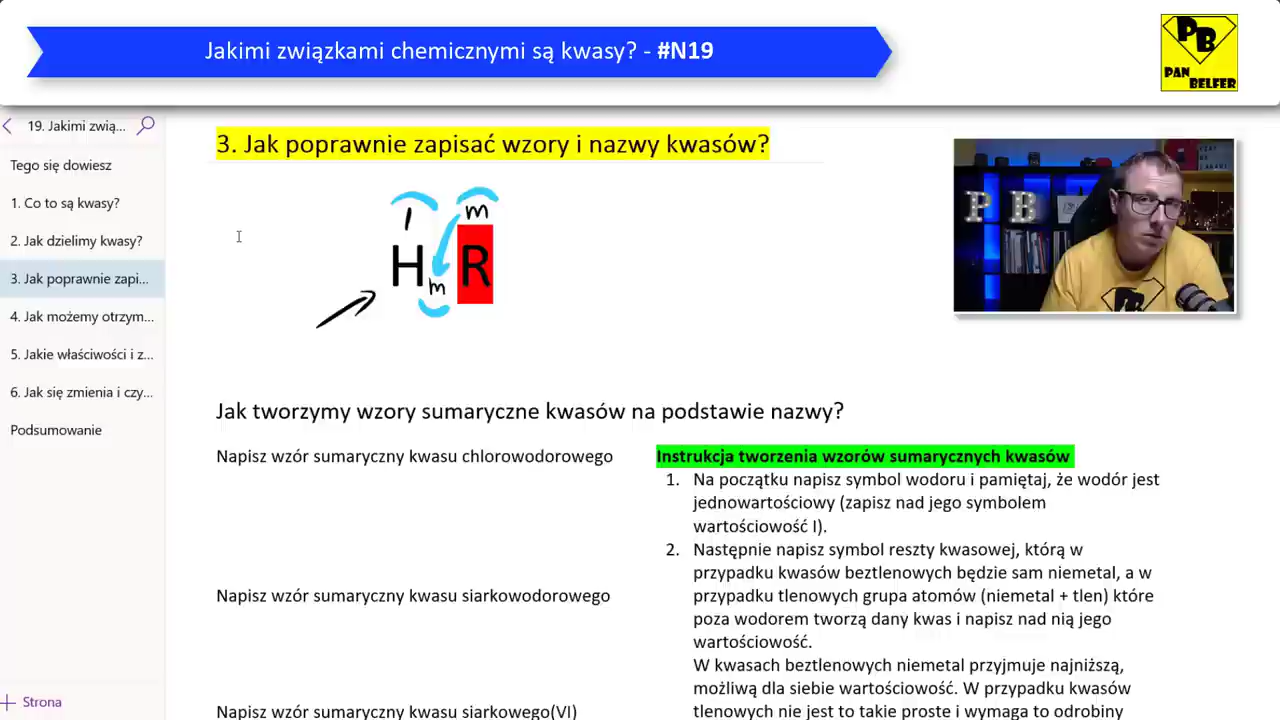 Jakimi związkami chemicznymi są kwasy? - #N19
PB
PAN
BELFER
19. Jakimi zwią...
Tego się dowiesz
1. Co to są kwasy?
2. Jak dzielimy kwasy?
3. Jak poprawnie zapi...
4. Jak możemy otrzym...
5. Jakie właściwości i z...
6. Jak się zmienia i czy...
Podsumowanie
Strona
3. Jak poprawnie zapisać wzory i nazwy kwasów?
I m
H m R
P B
Jak tworzymy wzory sumaryczne kwasów na podstawie nazwy?
Napisz wzór sumaryczny kwasu chlorowodorowego
Napisz wzór sumaryczny kwasu siarkowodorowego
Napisz wzór sumaryczny kwasu siarkowego(VI)
Instrukcja tworzenia wzorów sumarycznych kwasów
1. Na początku napisz symbol wodoru i pamiętaj, że wodór jest
jednowartościowy (zapisz nad jego symbolem
wartościowość I).
2. Następnie napisz symbol reszty kwasowej, którą w
przypadku kwasów beztlenowych będzie sam niemetal, a w
przypadku tlenowych grupa atomów (niemetal + tlen) które
poza wodorem tworzą dany kwas i napisz nad nią jego
wartościowość.
W kwasach beztlenowych niemetal przyjmuje najniższą,
możliwą dla siebie wartościowość. W przypadku kwasów
tlenowych nie jest to takie proste i wymaga to odrobiny